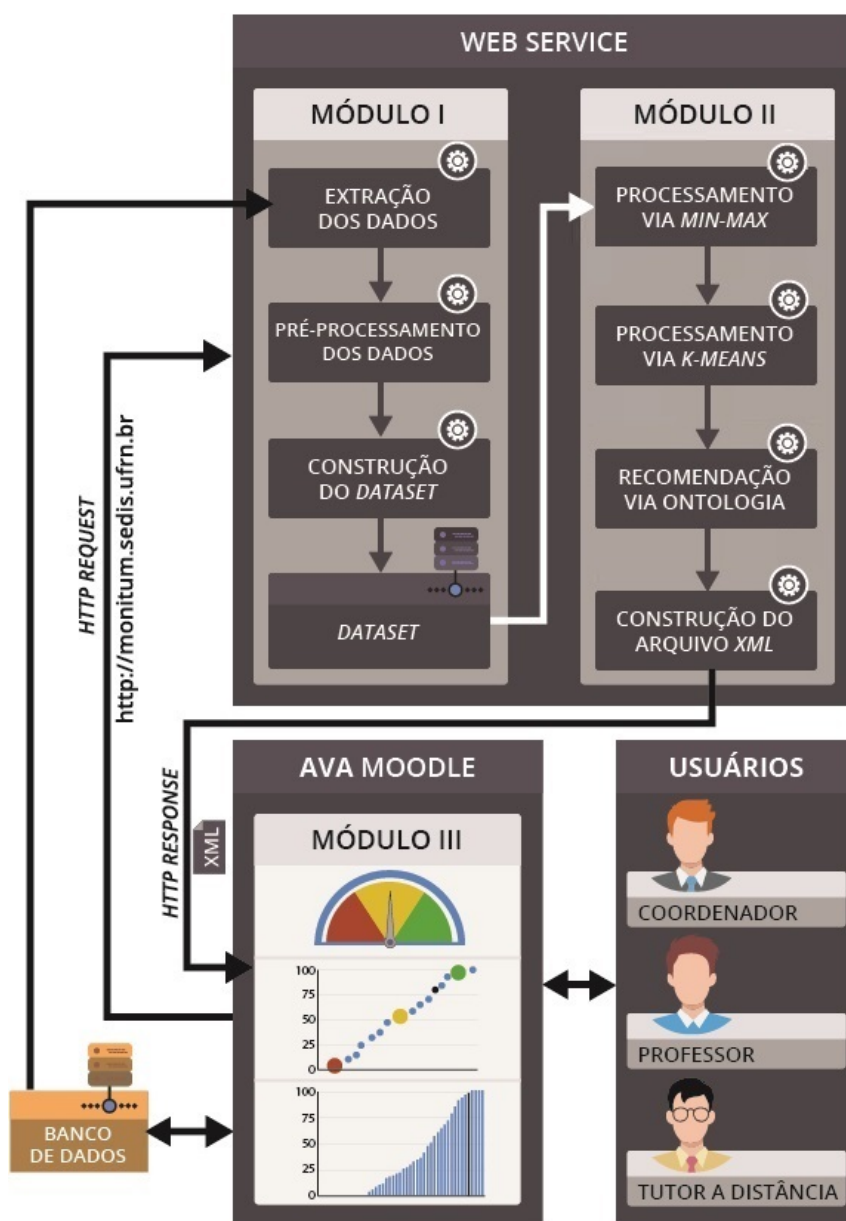 WEB SERVICE
MÓDULO I
EXTRAÇÃO
DOS DADOS
PRÉ-PROCESSAMENTO
DOS DADOS
CONSTRUÇÃO
DO DATASET
DATASET
MÓDULO II
PROCESSAMENTO
VIA MIN-MAX
PROCESSAMENTO
VIA K-MEANS
RECOMENDAÇÃO
VIA ONTOLOGIA
CONSTRUÇÃO DO
ARQUIVO XML
HTTP REQUEST
http://monitum.sedis.ufrn.br
HTTP RESPONSE
XML
AVA MOODLE
MÓDULO III
100
75
50
25
0
100
75
50
25
0
USUÁRIOS
COORDENADOR
PROFESSOR
TUTOR A DISTÂNCIA
BANCO
DE DADOS